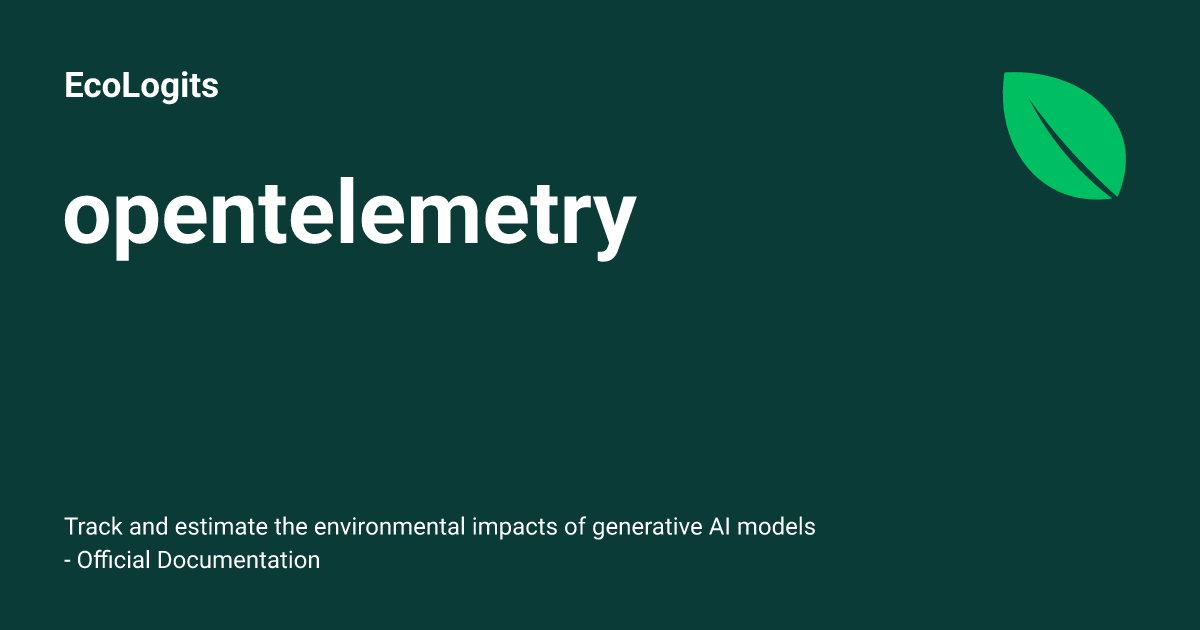 EcoLogits
opentelemetry
Track and estimate the environmental impacts of generative AI models
- Official Documentation